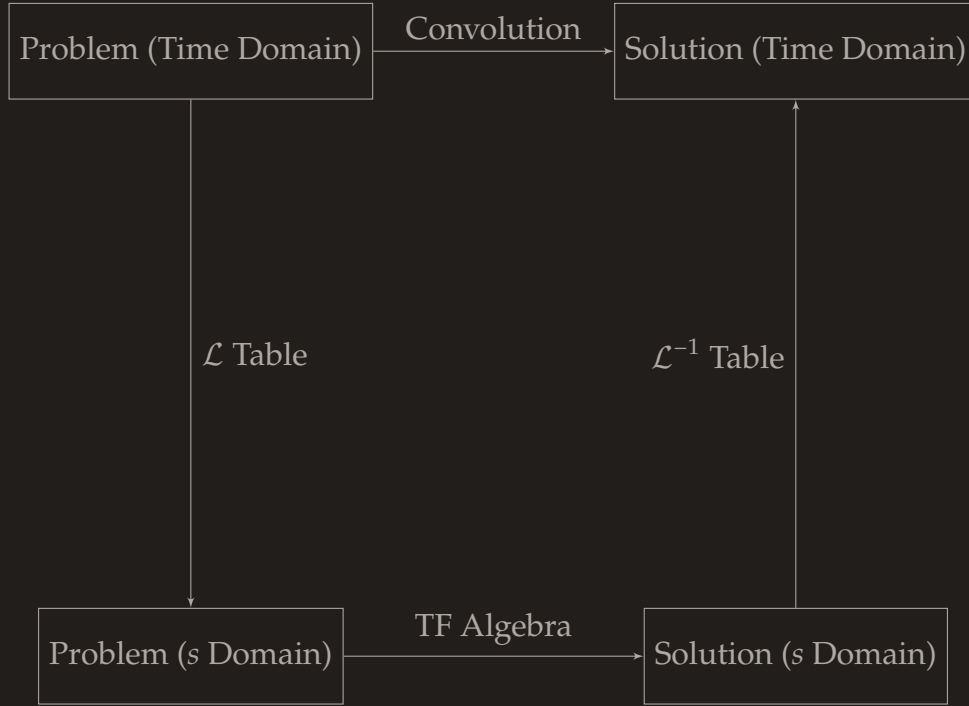 Problem (Time Domain)
Convolution
Solution (Time Domain)
ℒ Table
ℒ⁻¹ Table
Problem (s Domain)
TF Algebra
Solution (s Domain)